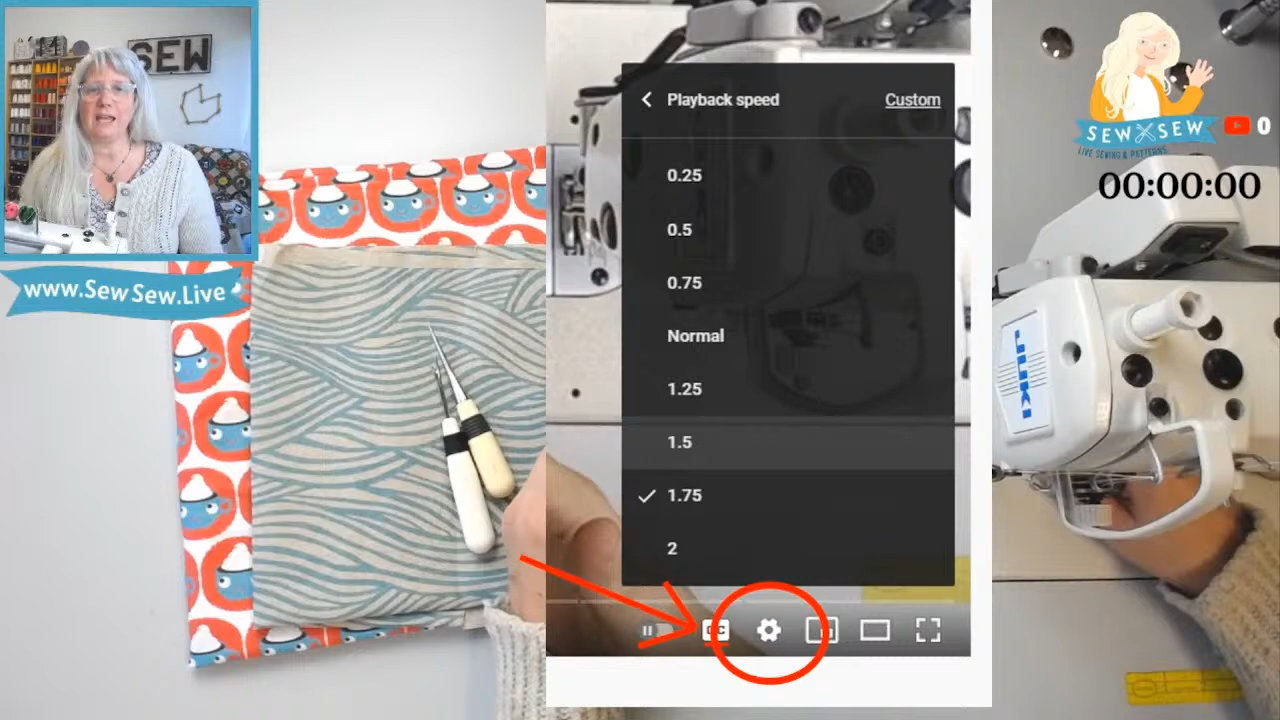 SEW
www.SewSew.Live
Playback speed
Custom
0.25
0.5
0.75
Normal
1.25
1.5
1.75
2
CC
SEW SEW
LIVE SEWING & PATTERNS
0
00:00:00
JUKI